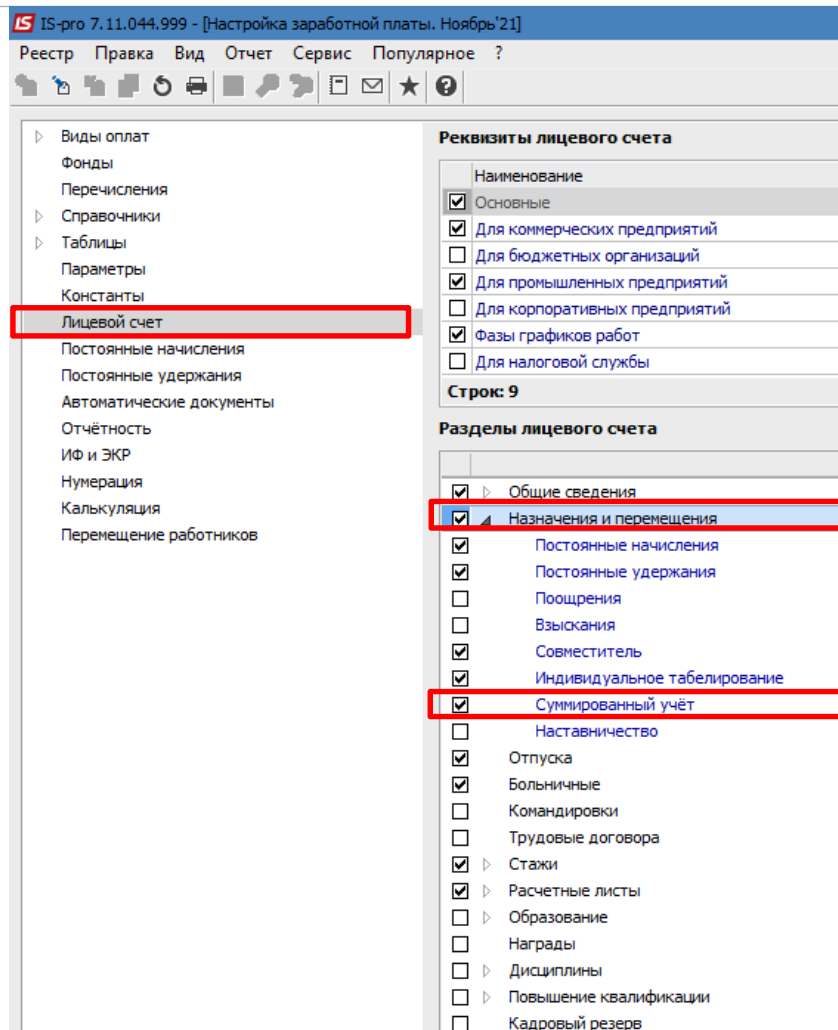 IS-pro 7.11.044.999 - [Настройка заработной платы. Ноябрь'21]
Реестр Правка Вид Отчет Сервис Популярное ?
Виды оплат
Фонды
Перечисления
Справочники
Таблицы
Параметры
Константы
Лицевой счет
Постоянные начисления
Постоянные удержания
Автоматические документы
Отчётность
ИФ и ЭКР
Нумерация
Калькуляция
Перемещение работников
Реквизиты лицевого счета
Наименование
Основные
Для коммерческих предприятий
Для бюджетных организаций
Для промышленных предприятий
Для корпоративных предприятий
Фазы графиков работ
Для налоговой службы
Строк: 9
Разделы лицевого счета
Общие сведения
Назначения и перемещения
Постоянные начисления
Постоянные удержания
Поощрения
Взыскания
Совместитель
Индивидуальное табелирование
Суммированный учёт
Наставничество
Отпуска
Больничные
Командировки
Трудовые договора
Стажи
Расчетные листы
Образование
Награды
Дисциплины
Повышение квалификации
Кадровый резерв